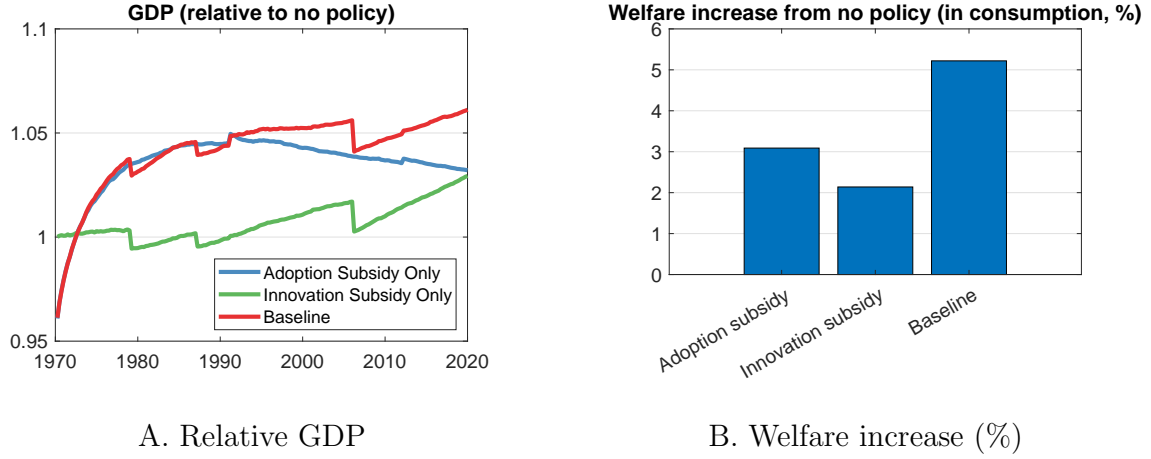 GDP (relative to no policy)
1.1
1.05
1
0.95
1970
1980
1990
2000
2010
2020
Adoption Subsidy Only
Innovation Subsidy Only
Baseline
A. Relative GDP
Welfare increase from no policy (in consumption, %)
6
5
4
3
2
1
0
Adoption subsidy
Innovation subsidy
Baseline
B. Welfare increase (%)